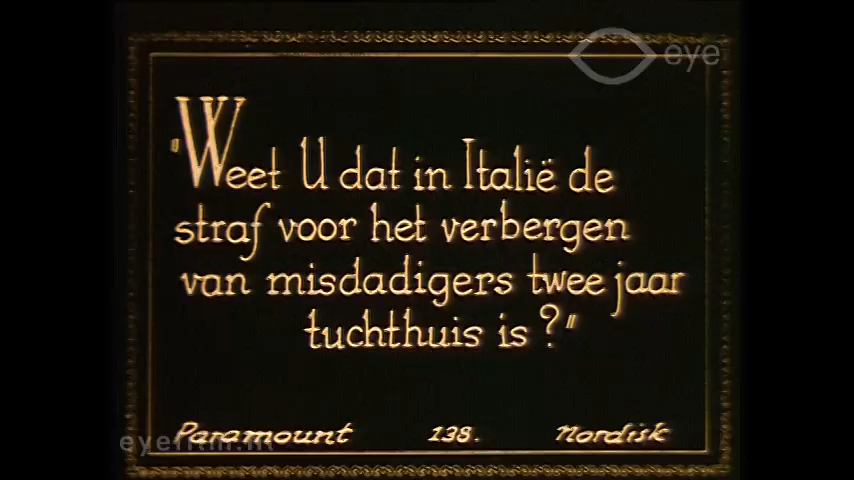 eye
"Weet U dat in Italië de
straf voor het verbergen
van misdadigers twee jaar
tuchthuis is?"
Paramount 138. Nordisk
eyefilm.nl